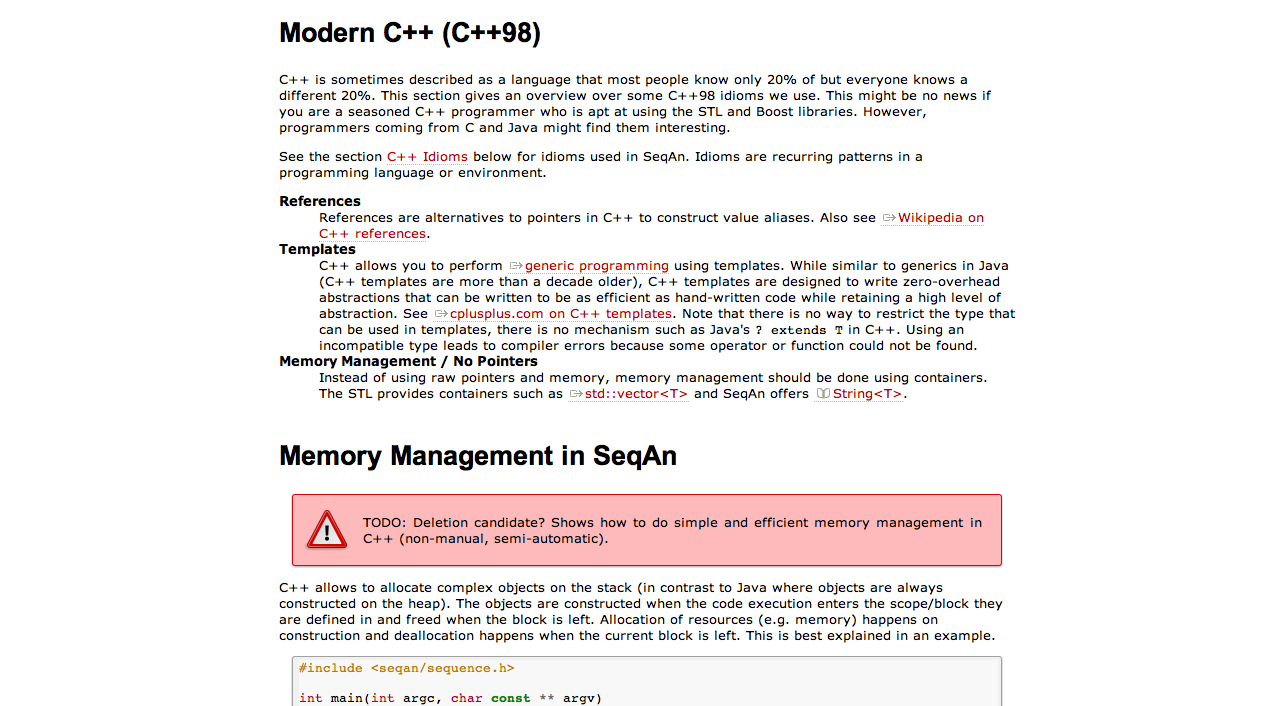 Modern C++ (C++98)
C++ is sometimes described as a language that most people know only 20% of but everyone knows a
different 20%. This section gives an overview over some C++98 idioms we use. This might be no news if
you are a seasoned C++ programmer who is apt at using the STL and Boost libraries. However,
programmers coming from C and Java might find them interesting.
See the section C++ Idioms below for idioms used in SeqAn. Idioms are recurring patterns in a
programming language or environment.
References
References are alternatives to pointers in C++ to construct value aliases. Also see Wikipedia on
C++ references.
Templates
C++ allows you to perform generic programming using templates. While similar to generics in Java
(C++ templates are more than a decade older), C++ templates are designed to write zero-overhead
abstractions that can be written to be as efficient as hand-written code while retaining a high level of
abstraction. See cplusplus.com on C++ templates. Note that there is no way to restrict the type that
can be used in templates, there is no mechanism such as Java's ? extends T in C++. Using an
incompatible type leads to compiler errors because some operator or function could not be found.
Memory Management / No Pointers
Instead of using raw pointers and memory, memory management should be done using containers.
The STL provides containers such as std::vector<T> and SeqAn offers String<T>.
Memory Management in SeqAn
TODO: Deletion candidate? Shows how to do simple and efficient memory management in
C++ (non-manual, semi-automatic).
C++ allows to allocate complex objects on the stack (in contrast to Java where objects are always
constructed on the heap). The objects are constructed when the code execution enters the scope/block they
are defined in and freed when the block is left. Allocation of resources (e.g. memory) happens on
construction and deallocation happens when the current block is left. This is best explained in an example.
#include <seqan/sequence.h>
int main(int argc, char const ** argv)